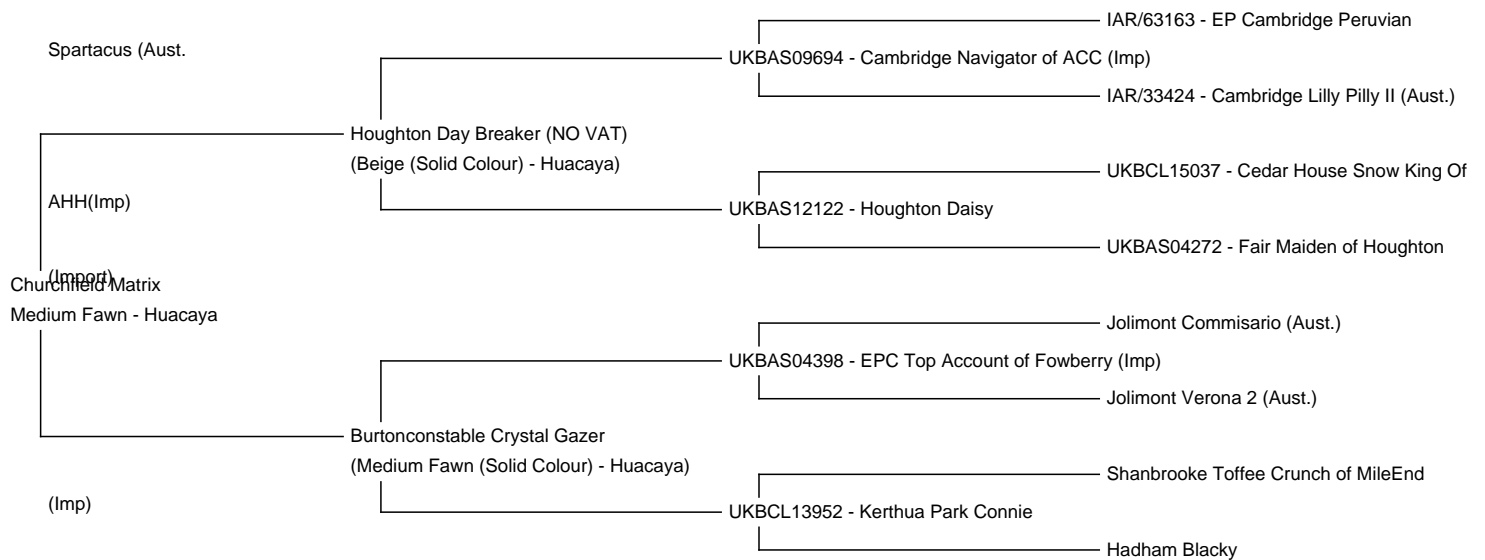 IAR/63163 - EP Cambridge Peruvian
Spartacus (Aust.
UKBAS09694 - Cambridge Navigator of ACC (Imp)
IAR/33424 - Cambridge Lilly Pilly II (Aust.)
Houghton Day Breaker (NO VAT)
(Beige (Solid Colour) - Huacaya)
UKBCL15037 - Cedar House Snow King Of
AHH(Imp)
UKBAS12122 - Houghton Daisy
UKBAS04272 - Fair Maiden of Houghton
(Import)
Churchfield Matrix
Medium Fawn - Huacaya
Jolimont Commisario (Aust.)
UKBAS04398 - EPC Top Account of Fowberry (Imp)
Jolimont Verona 2 (Aust.)
Burtonconstable Crystal Gazer
(Medium Fawn (Solid Colour) - Huacaya)
Shanbrooke Toffee Crunch of MileEnd
(Imp)
UKBCL13952 - Kerthua Park Connie
Hadham Blacky